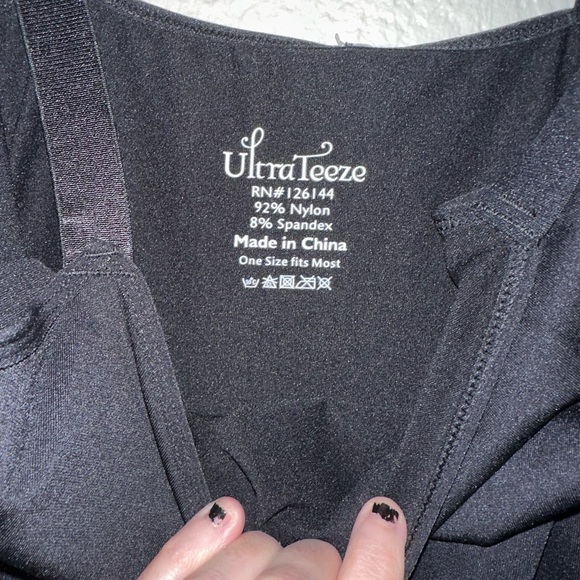 UltraTeeze
RN#126144
92% Nylon
8% Spandex
Made in China
One Size fits Most